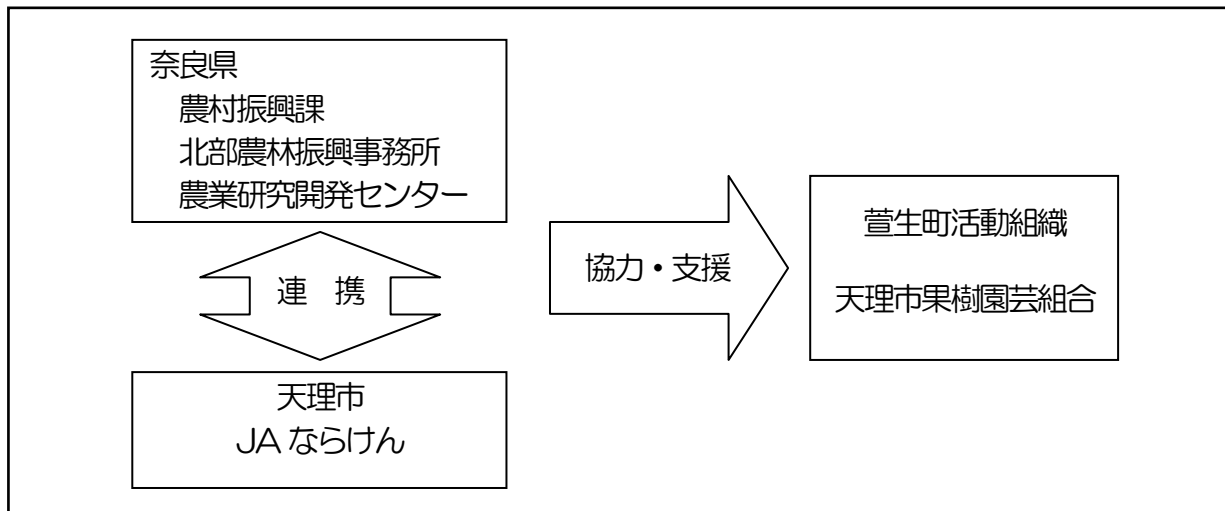 奈良県
農村振興課
北部農林振興事務所
農業研究開発センター
連 携
協力・支援
萱生町活動組織
天理市果樹園芸組合
天理市
JAならけん